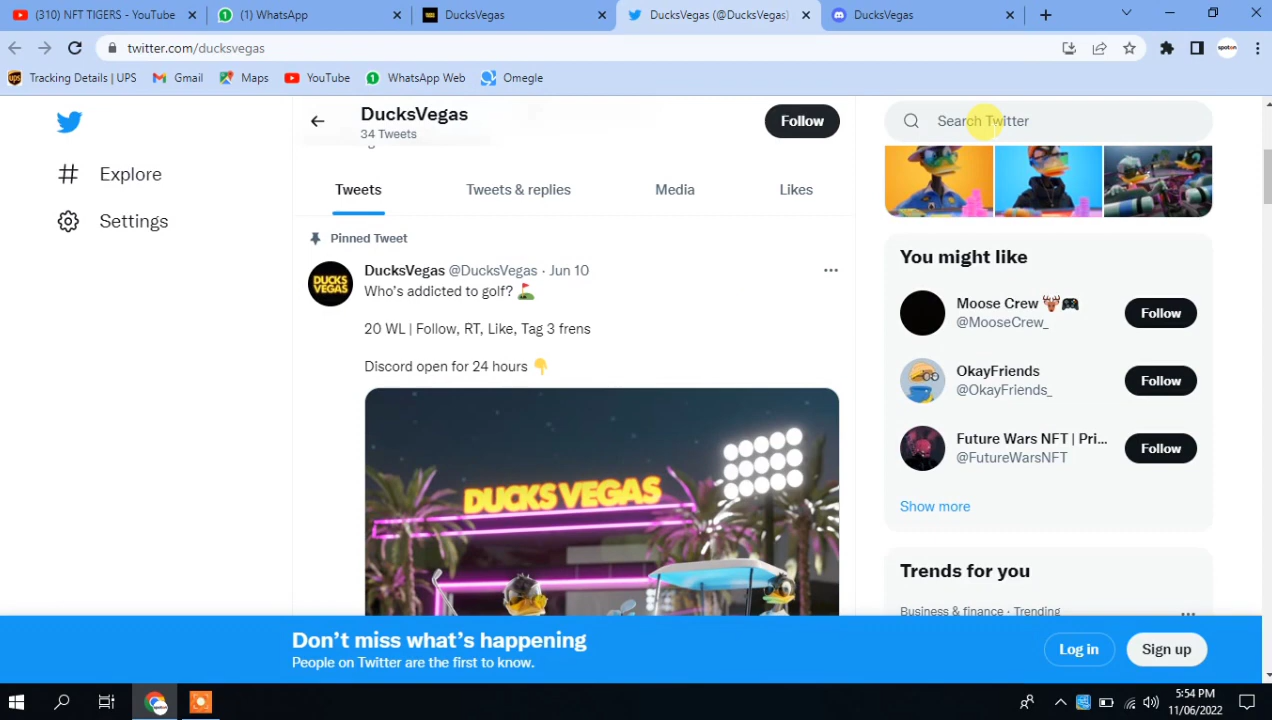 (310) NFT TIGERS - YouTube
(1) WhatsApp
DucksVegas
DucksVegas (@DucksVegas)
DucksVegas
twitter.com/ducksvegas
Tracking Details | UPS
Gmail
Maps
YouTube
WhatsApp Web
Omegle
spoton
DucksVegas
34 Tweets
Follow
Search Twitter
Explore
Settings
Tweets
Tweets & replies
Media
Likes
Pinned Tweet
DucksVegas @DucksVegas · Jun 10
Who's addicted to golf? ⛳
20 WL | Follow, RT, Like, Tag 3 frens
Discord open for 24 hours 👇
DUCKS VEGAS
DUCKS VEGAS
You might like
Moose Crew 🫎🎮
@MooseCrew_
Follow
OkayFriends
@OkayFriends_
Follow
Future Wars NFT | Pri...
@FutureWarsNFT
Follow
Show more
Trends for you
Business & finance · Trending
Don't miss what's happening
People on Twitter are the first to know.
Log in
Sign up
5:54 PM
11/06/2022